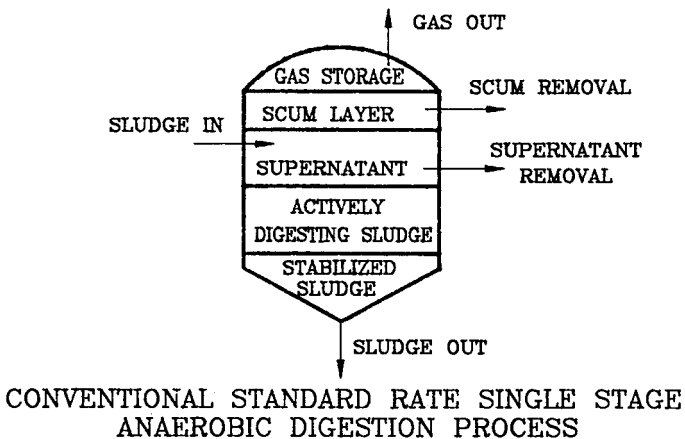 GAS OUT
GAS STORAGE
SCUM REMOVAL
SCUM LAYER
SLUDGE IN
SUPERNATANT
REMOVAL
SUPERNATANT
ACTIVELY
DIGESTING SLUDGE
STABILIZED
SLUDGE
SLUDGE OUT
CONVENTIONAL STANDARD RATE SINGLE STAGE
ANAEROBIC DIGESTION PROCESS